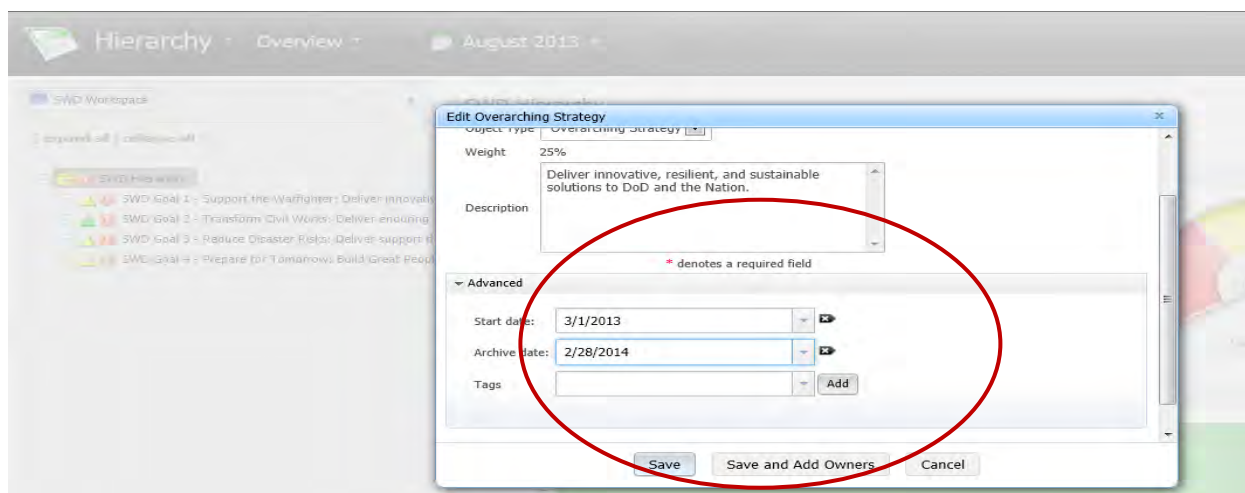 Hierarchy Overview August 2013
SWD Workspace
SWD Hierarchy
Edit Overarching Strategy
expand all | collapse all
Object Type Overarching Strategy
Weight 25%
SWD Hierarchy
SWD Goal 1 - Support the Warfighter: Deliver innovativ
SWD Goal 2 - Transform Civil Works: Deliver enduring
SWD Goal 3 - Reduce Disaster Risks: Deliver support
SWD Goal 4 - Prepare for Tomorrow: Build Great Peopl
Description
Deliver innovative, resilient, and sustainable
solutions to DoD and the Nation.
* denotes a required field
Advanced
Start date: 3/1/2013
Archive date: 2/28/2014
Tags Add
Save Save and Add Owners Cancel